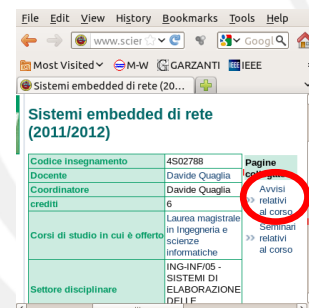 File Edit View History Bookmarks Tools Help
www.scier Googl
Most Visited M-W GARZANTI IEEE
Sistemi embedded di rete (20...
Sistemi embedded di rete
(2011/2012)
Codice insegnamento 4S02788
Docente Davide Quaglia
Coordinatore Davide Quaglia
crediti 6
Corsi di studio in cui è offerto Laurea magistrale
in Ingegneria e
scienze
informatiche
Settore disciplinare ING-INF/05 -
SISTEMI DI
ELABORAZIONE
DELLE
Pagine
Avvisi
relativi
al corso
Seminari
relativi
al corso